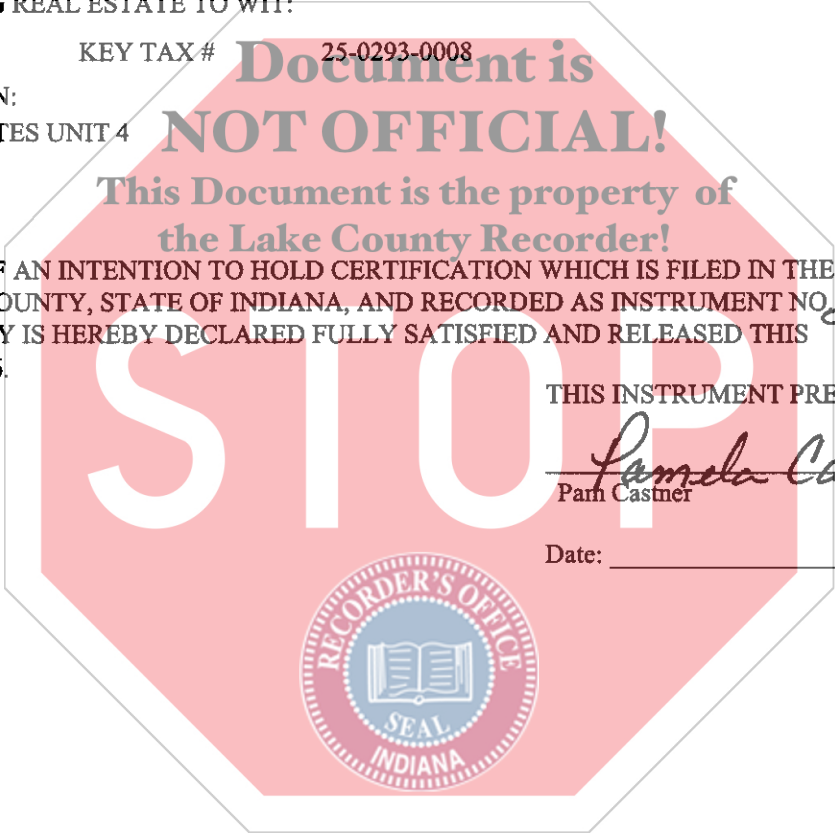 REAL ESTATE TO WIT:
KEY TAX # 25-0293-0008
Document is
N:
TES UNIT 4
NOT OFFICIAL!
This Document is the property of
the Lake County Recorder!
F AN INTENTION TO HOLD CERTIFICATION WHICH IS FILED IN THE
OUNTY, STATE OF INDIANA, AND RECORDED AS INSTRUMENT NO
Y IS HEREBY DECLARED FULLY SATISFIED AND RELEASED THIS
STOP
THIS INSTRUMENT PRE
Pamela Ca
Pam Castner
Date:
RECORDER'S OFFICE
SEAL
INDIANA